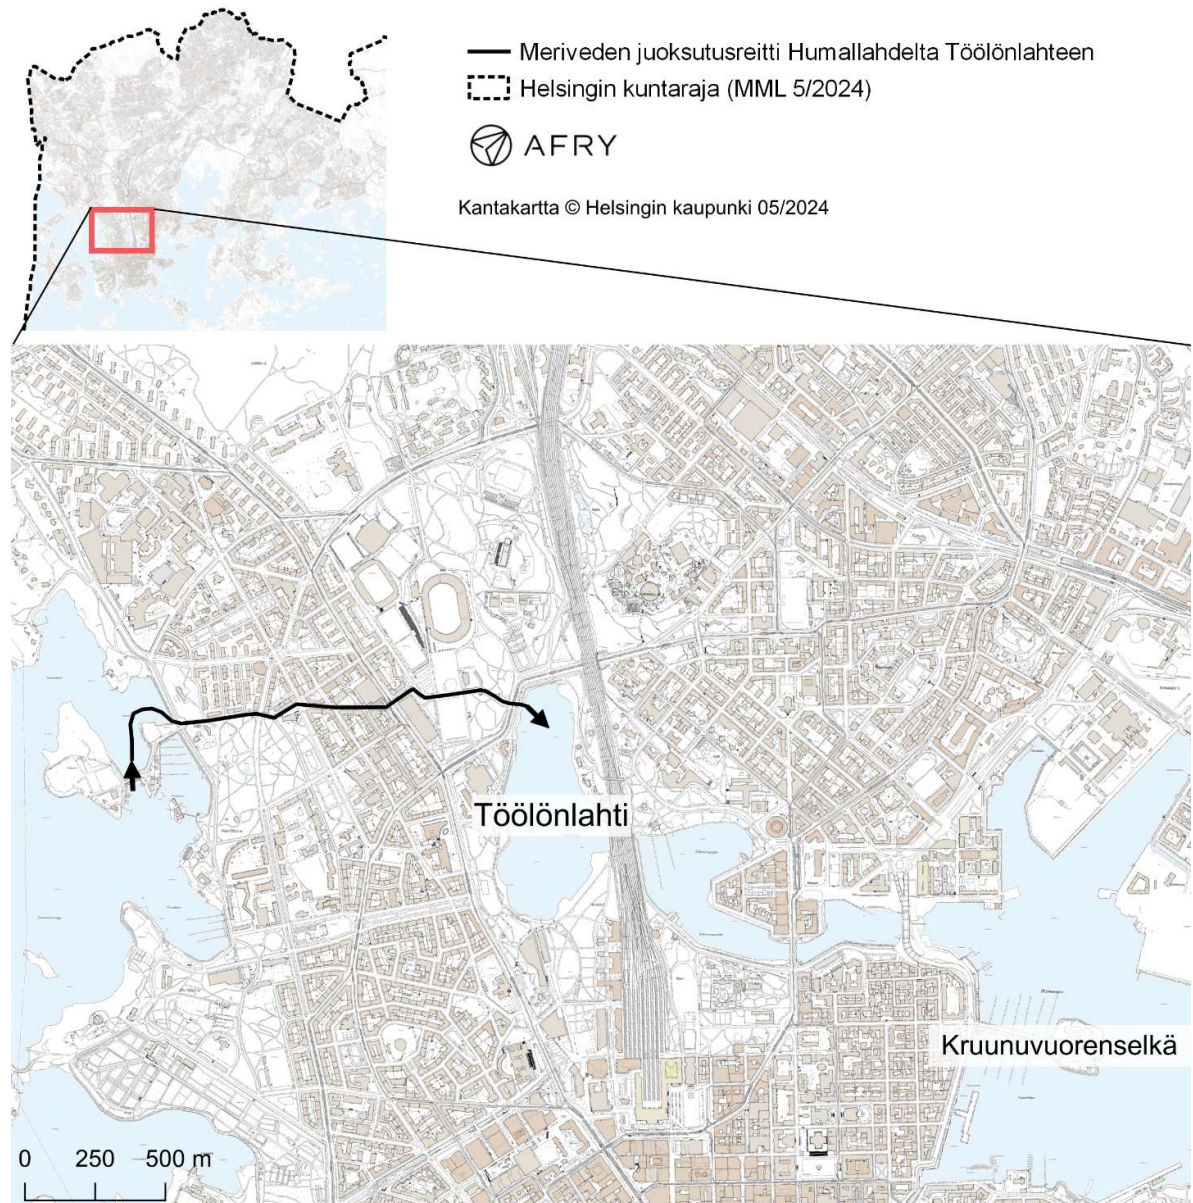 Meriveden juoksutusreitti Humallahdelta Töölönlahteen
Helsingin kuntaraja (MML 5/2024)
AFRY
Kantakartta © Helsingin kaupunki 05/2024
Töölönlahti
Kruunuvuorenselkä
0 250 500 m